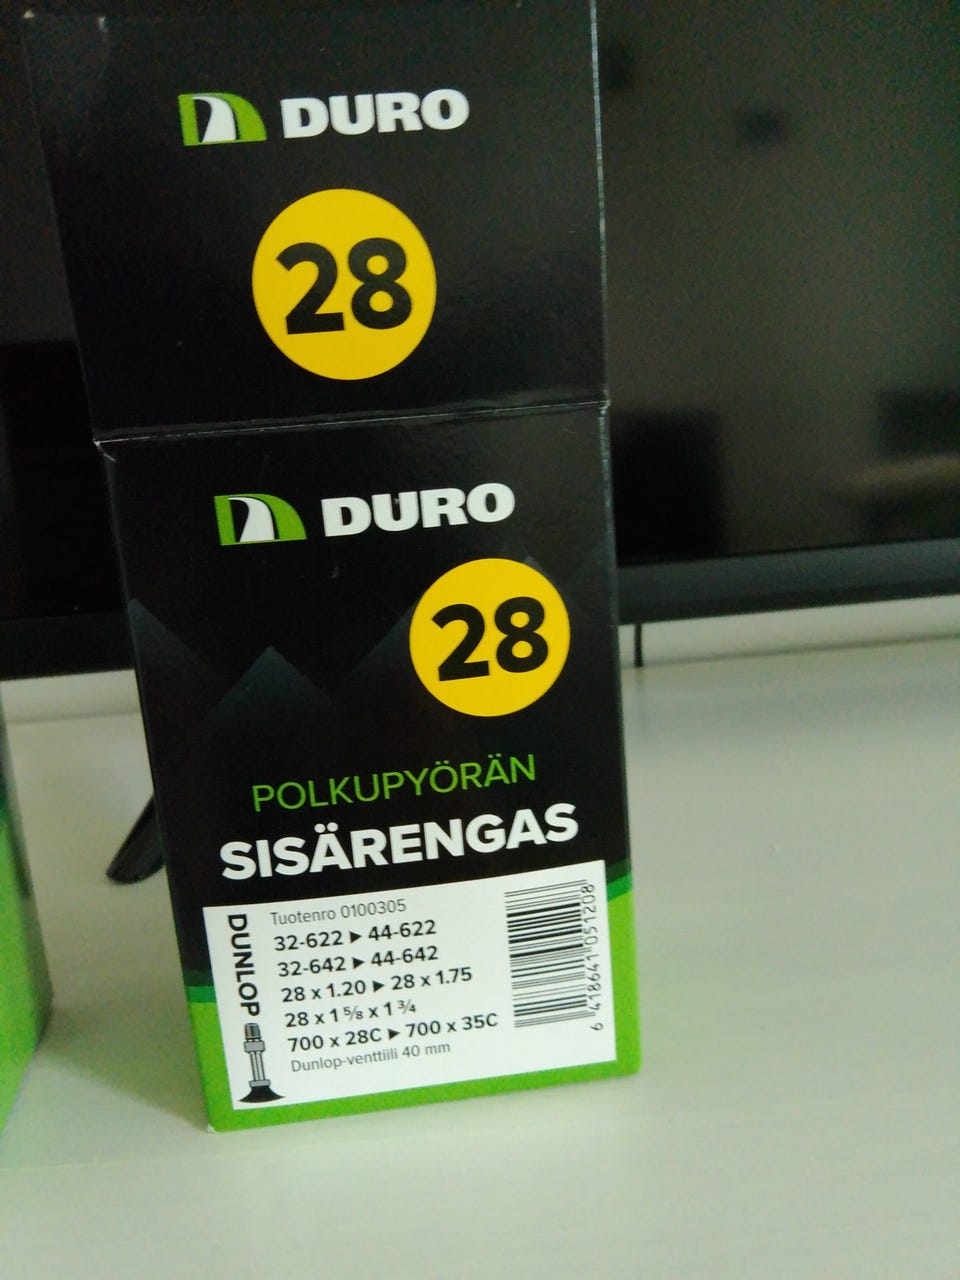 DURO
28
DURO
28
POLKUPYÖRÄN
SISÄRENGAS
DUNLOP
Tuotenro 0100305
32-622 ▸ 44-622
32-642 ▸ 44-642
28 x 1.20 ▸ 28 x 1.75
28 x 1 5/8 x 1 3/4
700 x 28C ▸ 700 x 35C
Dunlop-venttiili 40 mm
6 418641 051208